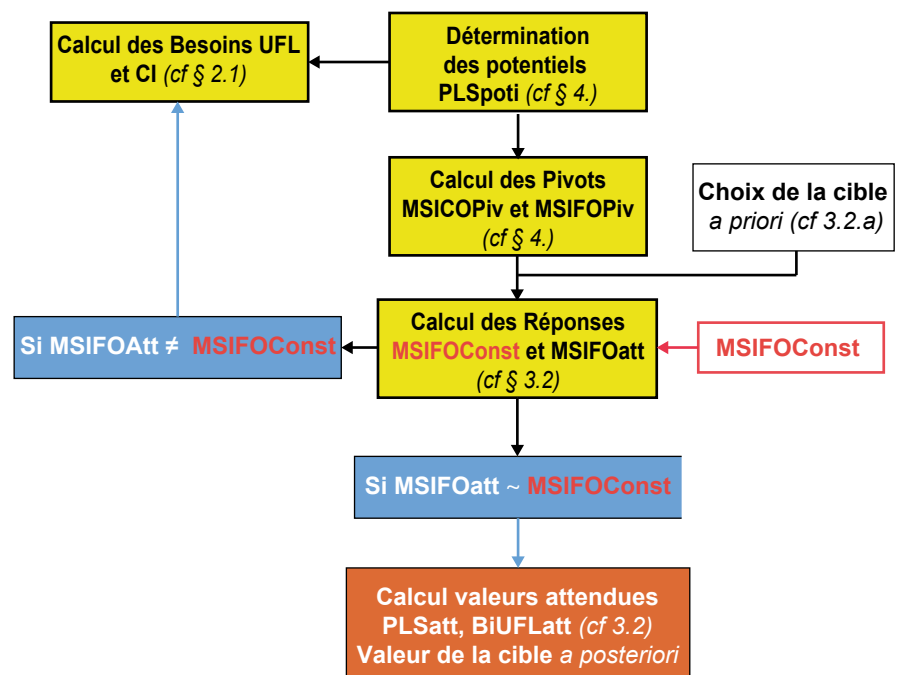 Calcul des Besoins UFL
et CI (cf § 2.1)
Détermination
des potentiels
PLSpoti (cf § 4.)
Calcul des Pivots
MSICOPiv et MSIFOPiv
(cf § 4.)
Choix de la cible
a priori (cf 3.2.a)
Si MSIFOAtt ≠ MSIFOConst
Calcul des Réponses
MSIFOConst et MSIFOatt
(cf § 3.2)
MSIFOConst
Si MSIFOatt ~ MSIFOConst
Calcul valeurs attendues
PLSatt, BiUFLatt (cf 3.2)
Valeur de la cible a posteriori